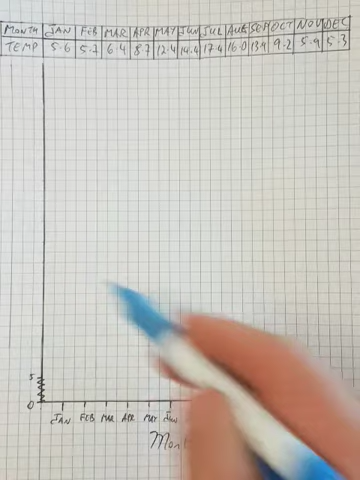 MONTH JAN FEB MAR APR MAY JUN JUL AUG SEP OCT NOV DEC
TEMP 5.6 5.7 6.4 8.7 12.4 14.4 17.4 16.0 13.9 9.2 5.9 5.3
5
0
JAN FEB MAR APR MAY JUN